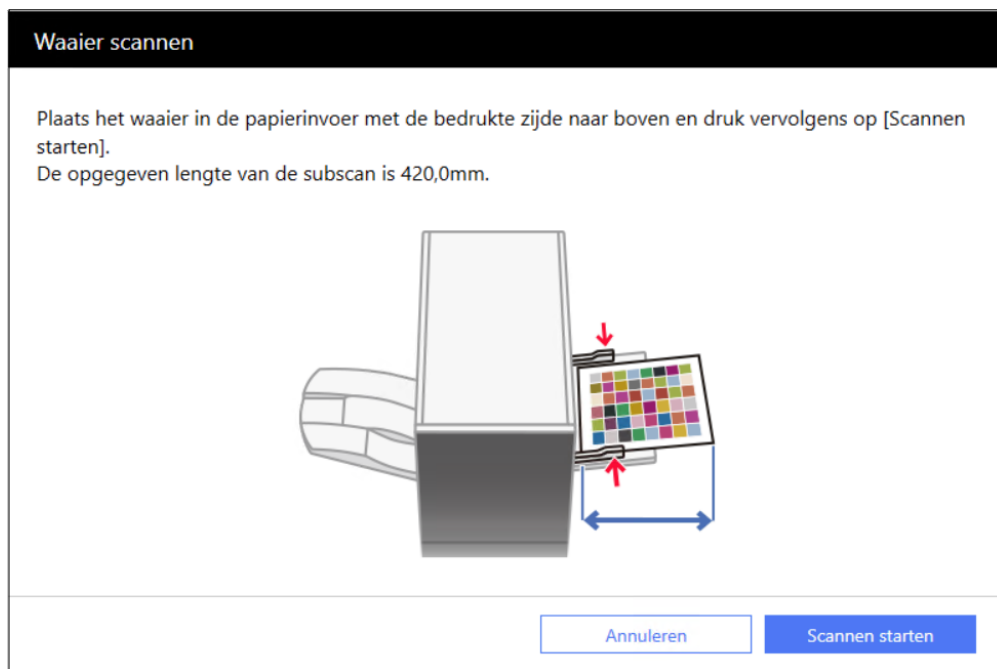 Waaier scannen
Plaats het waaier in de papierinvoer met de bedrukte zijde naar boven en druk vervolgens op [Scannen
starten].
De opgegeven lengte van de subscan is 420,0mm.
Annuleren
Scannen starten